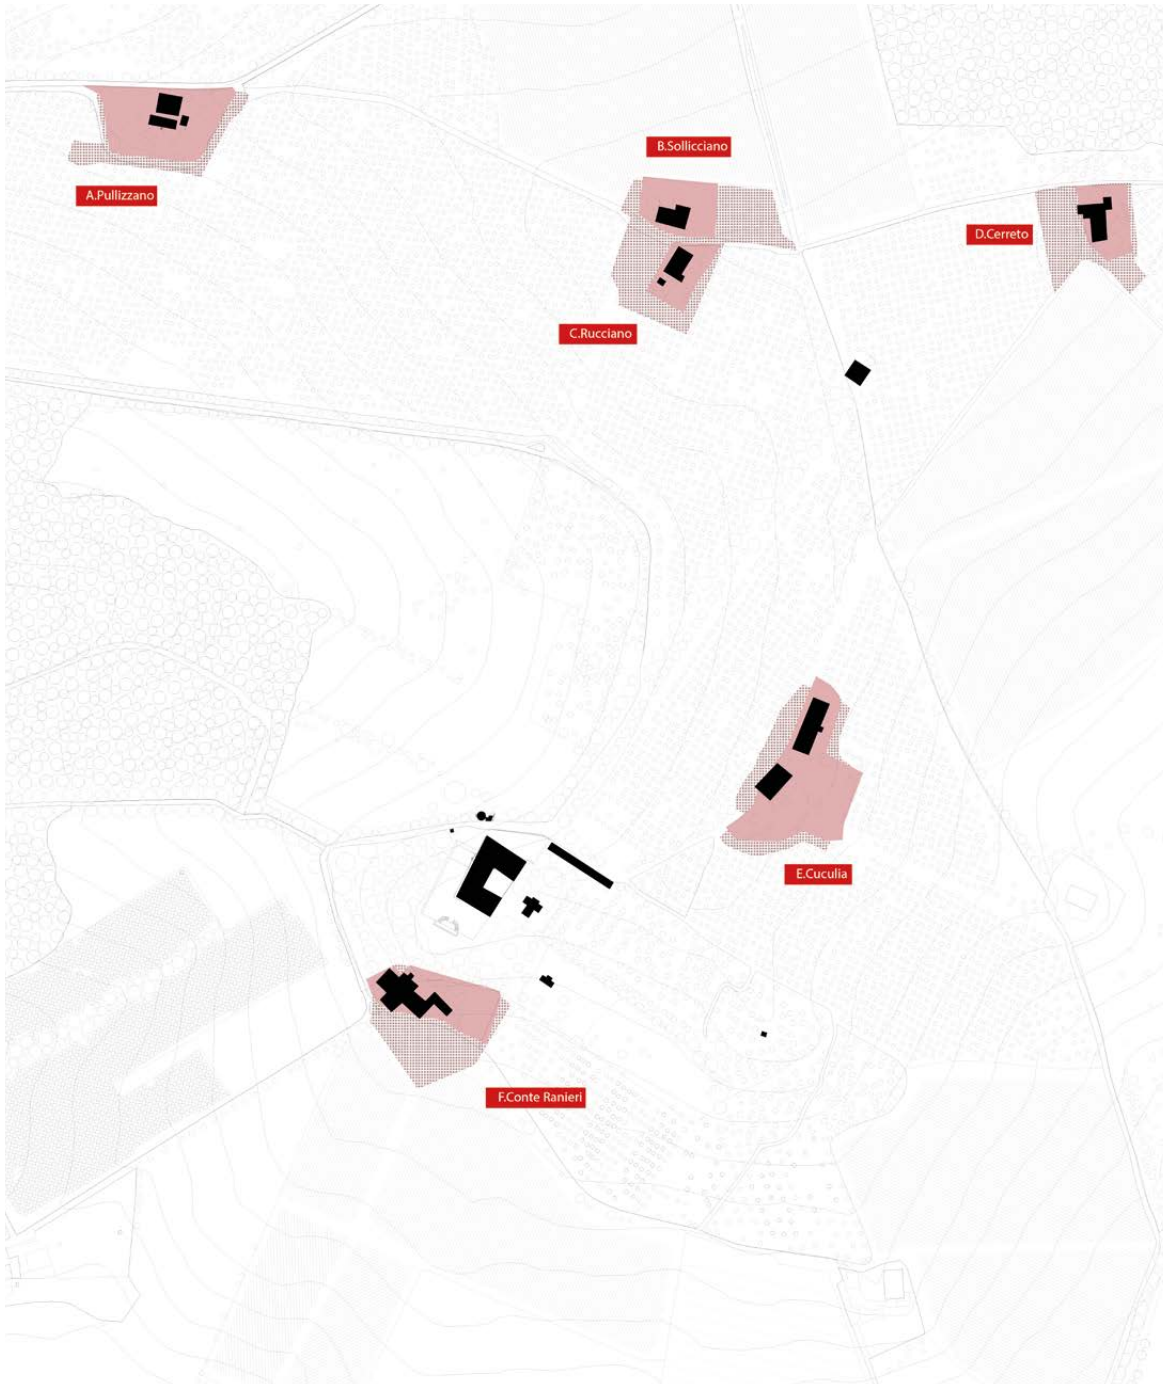 B.Sollicciano
A.Pullizzano
D.Cerreto
C.Rucciano
E.Cuculia
F.Conte Ranieri